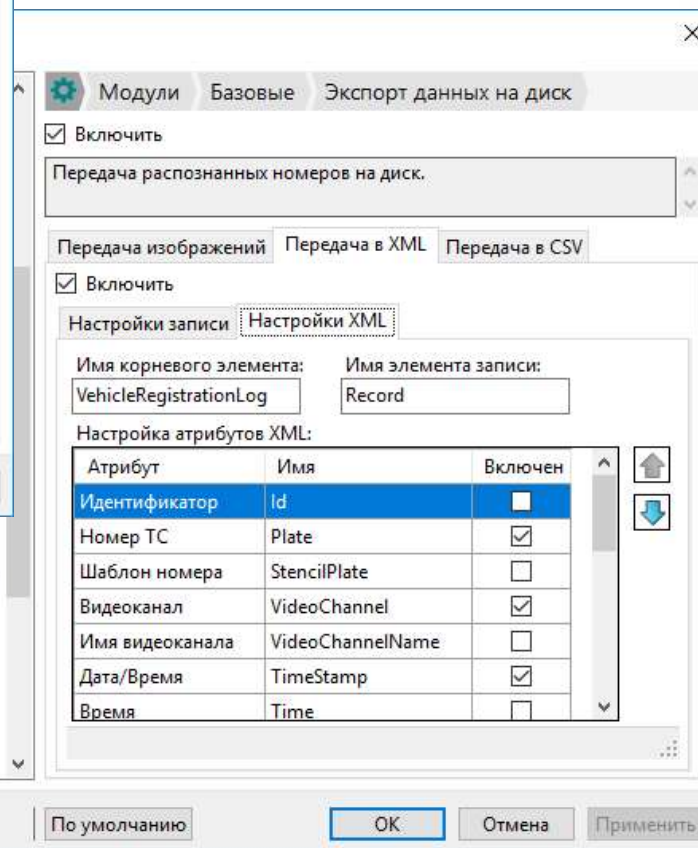 Модули Базовые Экспорт данных на диск
Включить
Передача распознанных номеров на диск.
Передача изображений Передача в XML Передача в CSV
Включить
Настройки записи Настройки XML
Имя корневого элемента: Имя элемента записи:
VehicleRegistrationLog Record
Настройка атрибутов XML:
Атрибут Имя Включен
Идентификатор Id
Номер ТС Plate
Шаблон номера StencilPlate
Видеоканал VideoChannel
Имя видеоканала VideoChannelName
Дата/Время TimeStamp
Время Time
По умолчанию OK Отмена Применить